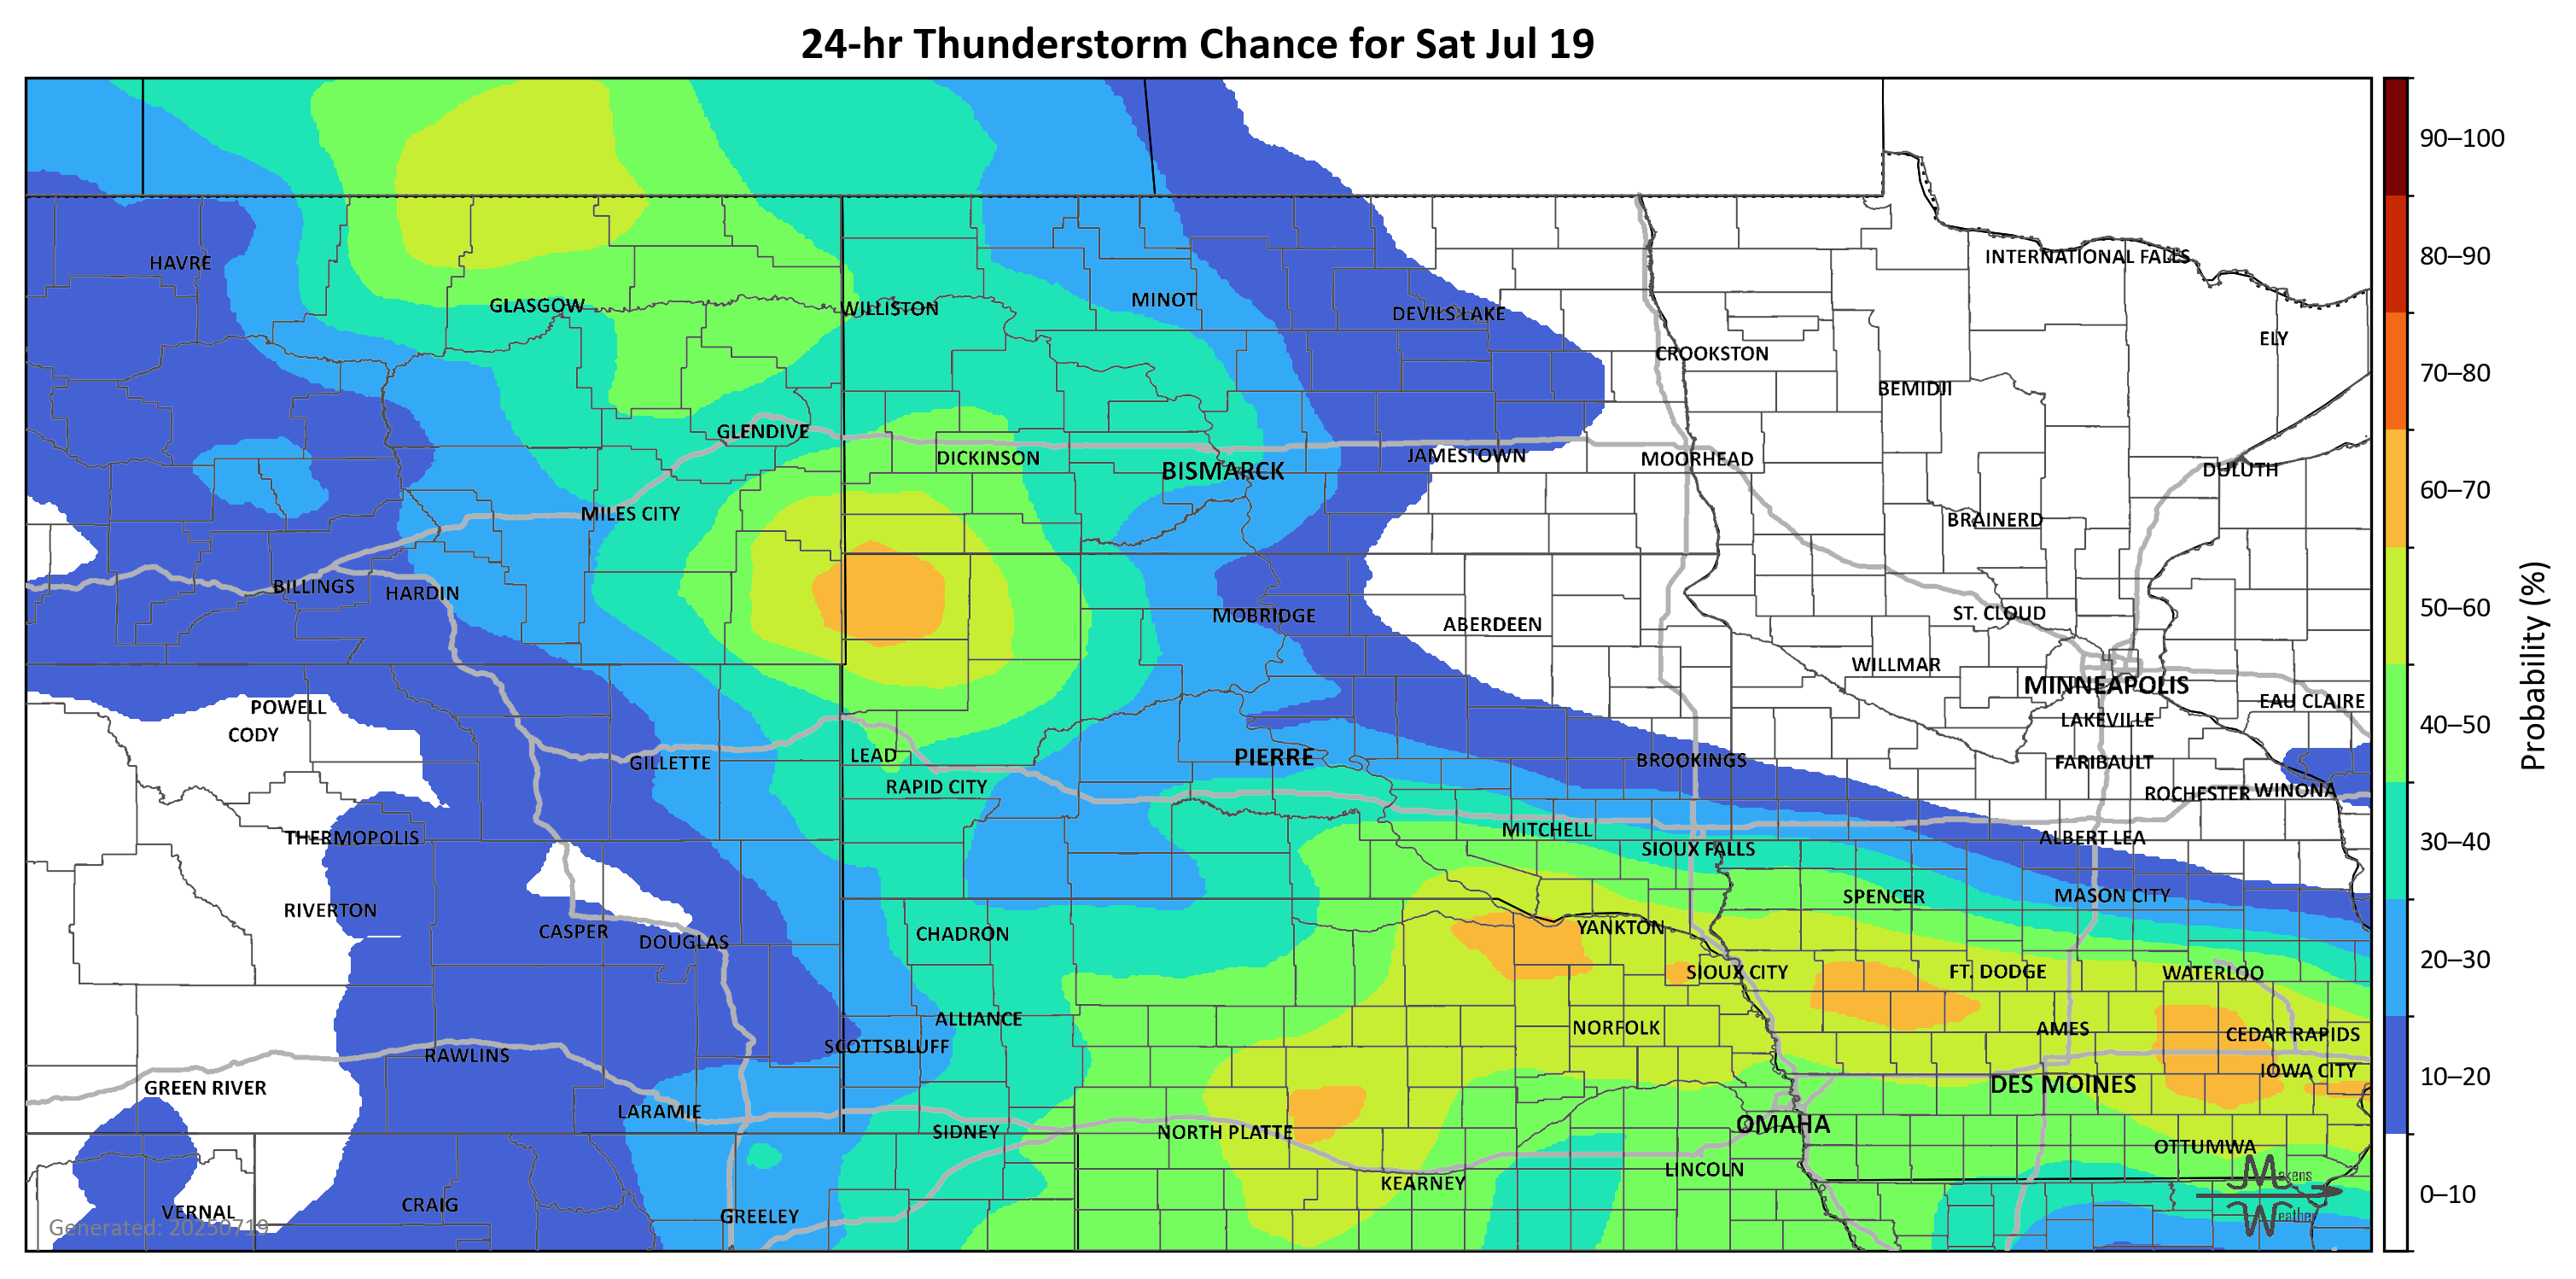 24-hr Thunderstorm Chance for Sat Jul 19
90–100
INTERNATIONAL FALLS
80–90
HAVRE
MINOT
GLASGOW
WILLISTON
DEVILS LAKE
ELY
CROOKSTON
70–80
BEMIDJI
GLENDIVE
DICKINSON
JAMESTOWN
MOORHEAD
BISMARCK
DULUTH
60–70
MILES CITY
BRAINERD
BILLINGS
HARDIN
50–60
MOBRIDGE
ABERDEEN
ST. CLOUD
WILLMAR
MINNEAPOLIS
Probability (%)
EAU CLAIRE
POWELL
LAKEVILLE
40–50
CODY
LEAD
PIERRE
BROOKINGS
FARIBAULT
GILLETTE
RAPID CITY
ROCHESTER
WINONA
MITCHELL
THERMOPOLIS
ALBERT LEA
30–40
SIOUX FALLS
SPENCER
MASON CITY
RIVERTON
YANKTON
CASPER
CHADRON
DOUGLAS
20–30
SIOUX CITY
FT. DODGE
WATERLOO
ALLIANCE
NORFOLK
AMES
CEDAR RAPIDS
SCOTTSBLUFF
RAWLINS
IOWA CITY
10–20
GREEN RIVER
DES MOINES
LARAMIE
OMAHA
SIDNEY
NORTH PLATTE
OTTUMWA
LINCOLN
Makens
KEARNEY
0–10
CRAIG
VERNAL
GREELEY
Weather
Generated: 20250719